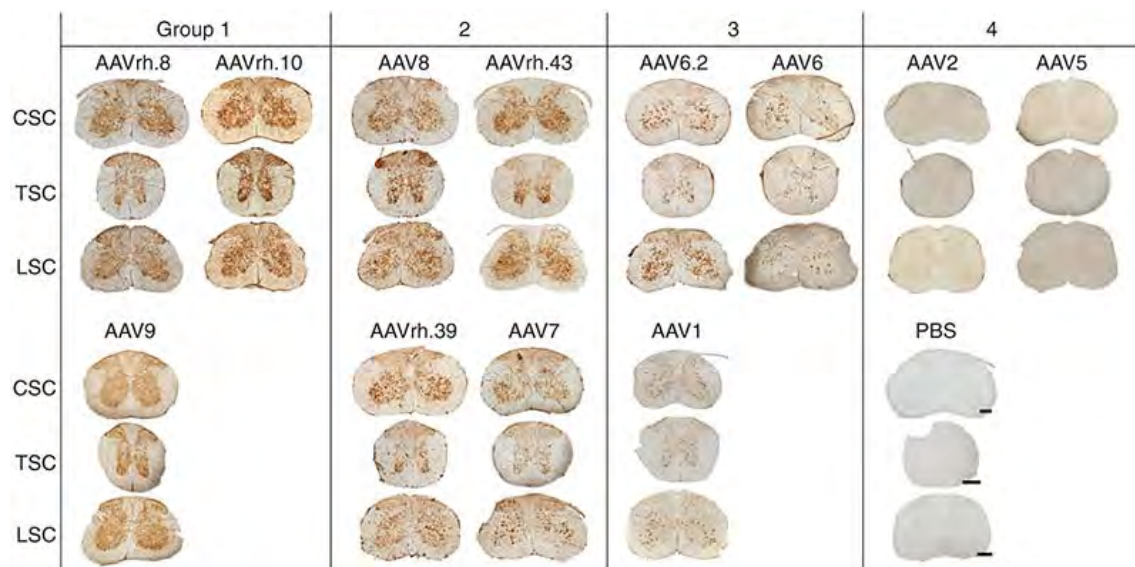 Group 1 2 3 4
AAVrh.8 AAVrh.10 AAV8 AAVrh.43 AAV6.2 AAV6 AAV2 AAV5
CSC
TSC
LSC
AAV9 AAVrh.39 AAV7 AAV1 PBS
CSC
TSC
LSC